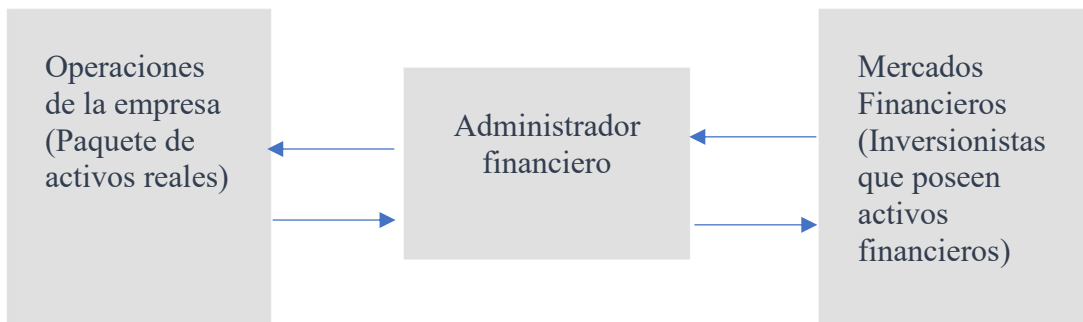 Operaciones
de la empresa
(Paquete de
activos reales)
Administrador
financiero
Mercados
Financieros
(Inversionistas
que poseen
activos
financieros)